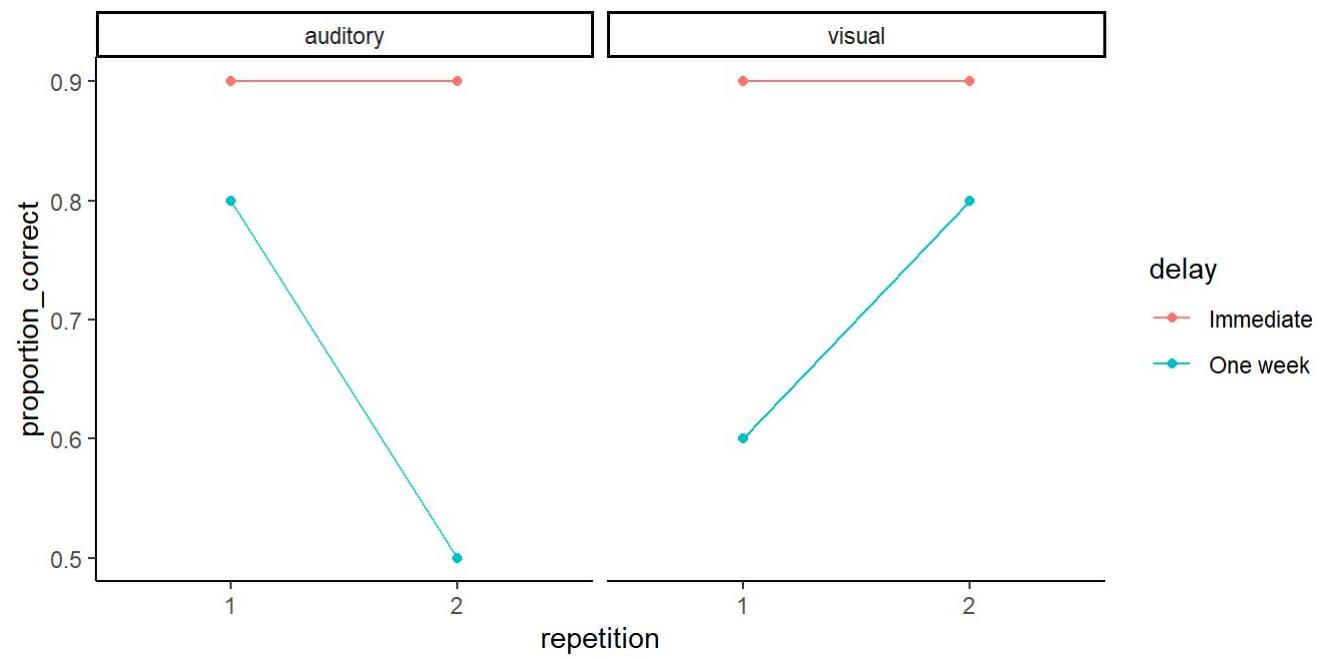 auditory
visual
proportion_correct
0.9
0.8
0.7
0.6
0.5
1
2
1
2
repetition
delay
Immediate
One week